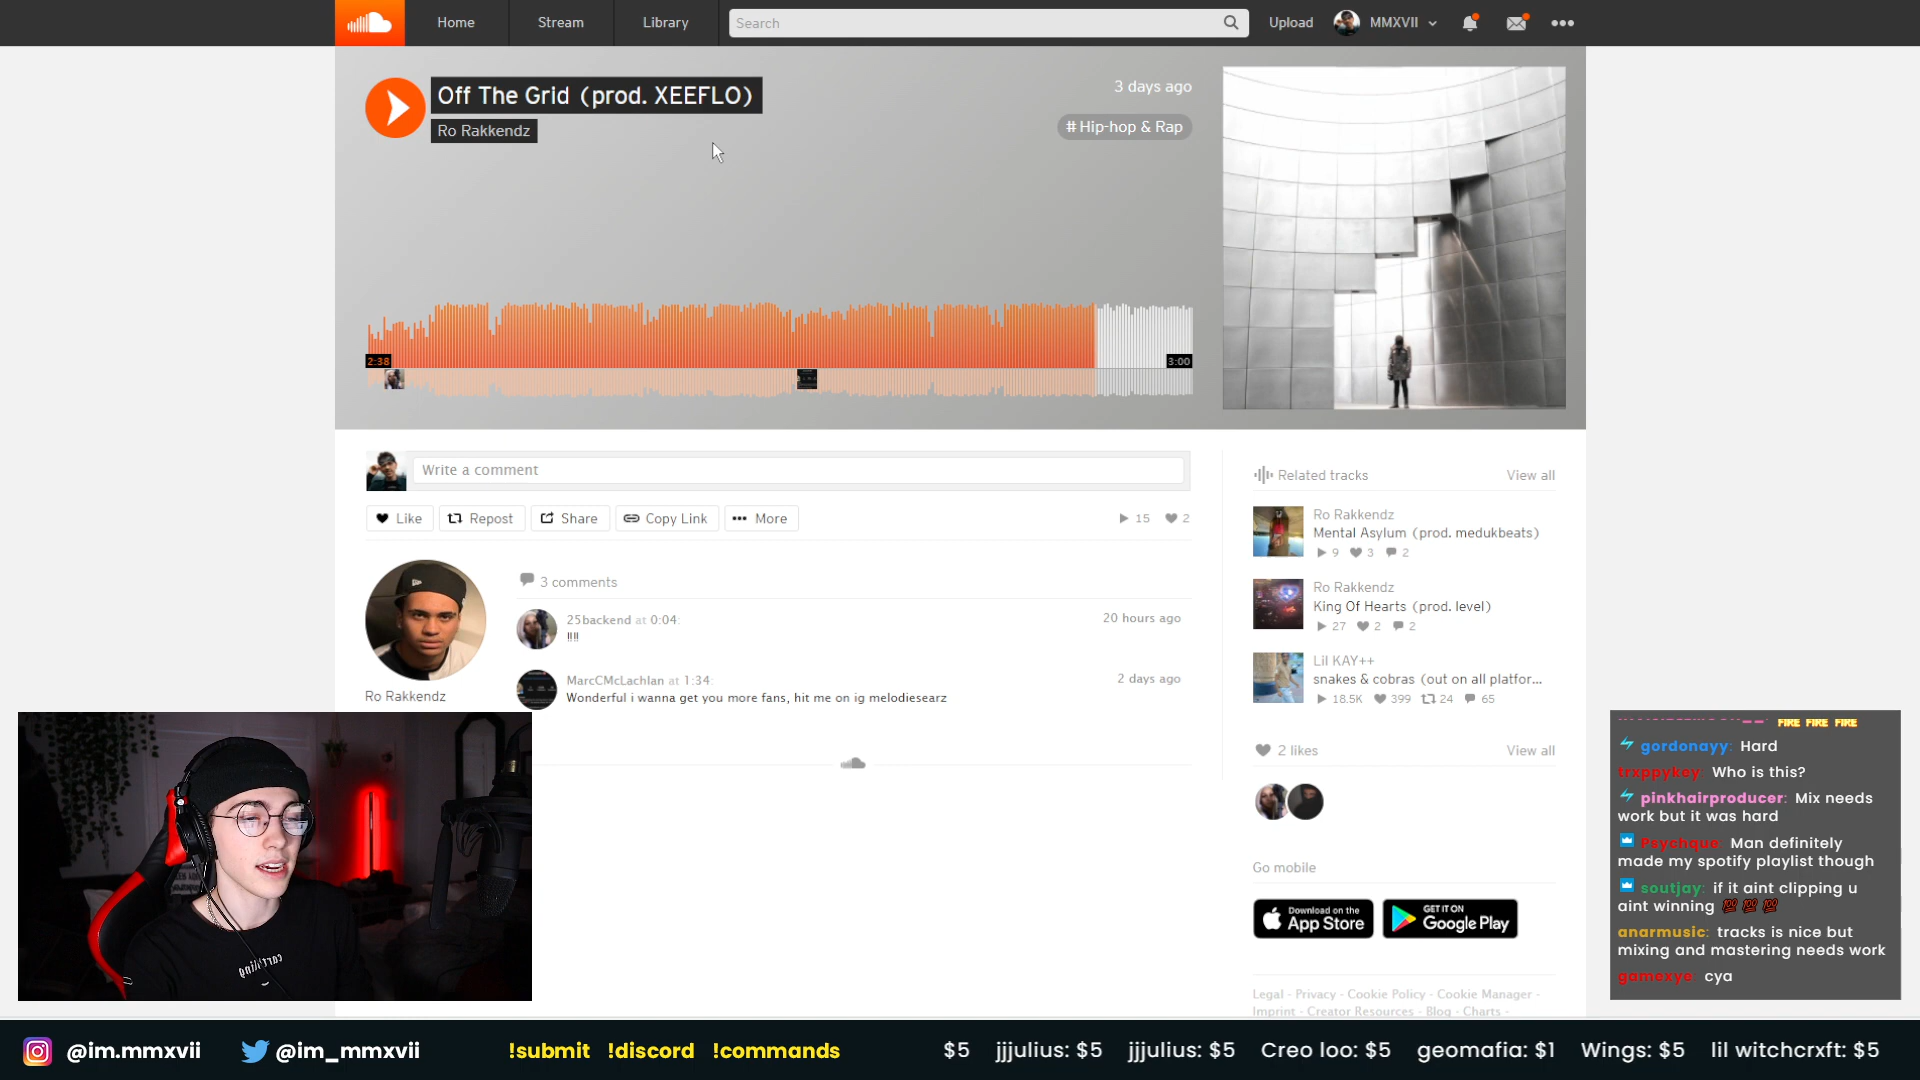 Home
Stream
Library
Search
Upload
MMXVII
Off The Grid (prod. XEEFLO)
Ro Rakkendz
3 days ago
# Hip-hop & Rap
2:38
3:00
Write a comment
Like
Repost
Share
Copy Link
More
15
2
Ro Rakkendz
3 comments
25backend at 0:04:
!!!!
20 hours ago
MarcCMcLachlan at 1:34:
Wonderful i wanna get you more fans, hit me on ig melodiesearz
2 days ago
Related tracks
View all
Ro Rakkendz
Mental Asylum (prod. medukbeats)
9 3 2
Ro Rakkendz
King Of Hearts (prod. level)
27 2 2
Lil KAY++
snakes & cobras (out on all platfor...
18.5K 399 24 65
2 likes
View all
Go mobile
Download on the
App Store
GET IT ON
Google Play
Legal - Privacy - Cookie Policy - Cookie Manager -
Imprint - Creator Resources - Blog - Charts -
FIRE FIRE FIRE
gordonayy: Hard
trxppykey: Who is this?
pinkhairproducer: Mix needs
work but it was hard
Psychque: Man definitely
made my spotify playlist though
soutjay: if it aint clipping u
aint winning 💯 💯 💯
anarmusic: tracks is nice but
mixing and mastering needs work
gamexye: cya
@im.mmxvii
@im_mmxvii
!submit !discord !commands
$5 jjjulius: $5 jjjulius: $5 Creo loo: $5 geomafia: $1 Wings: $5 lil witchcrxft: $5